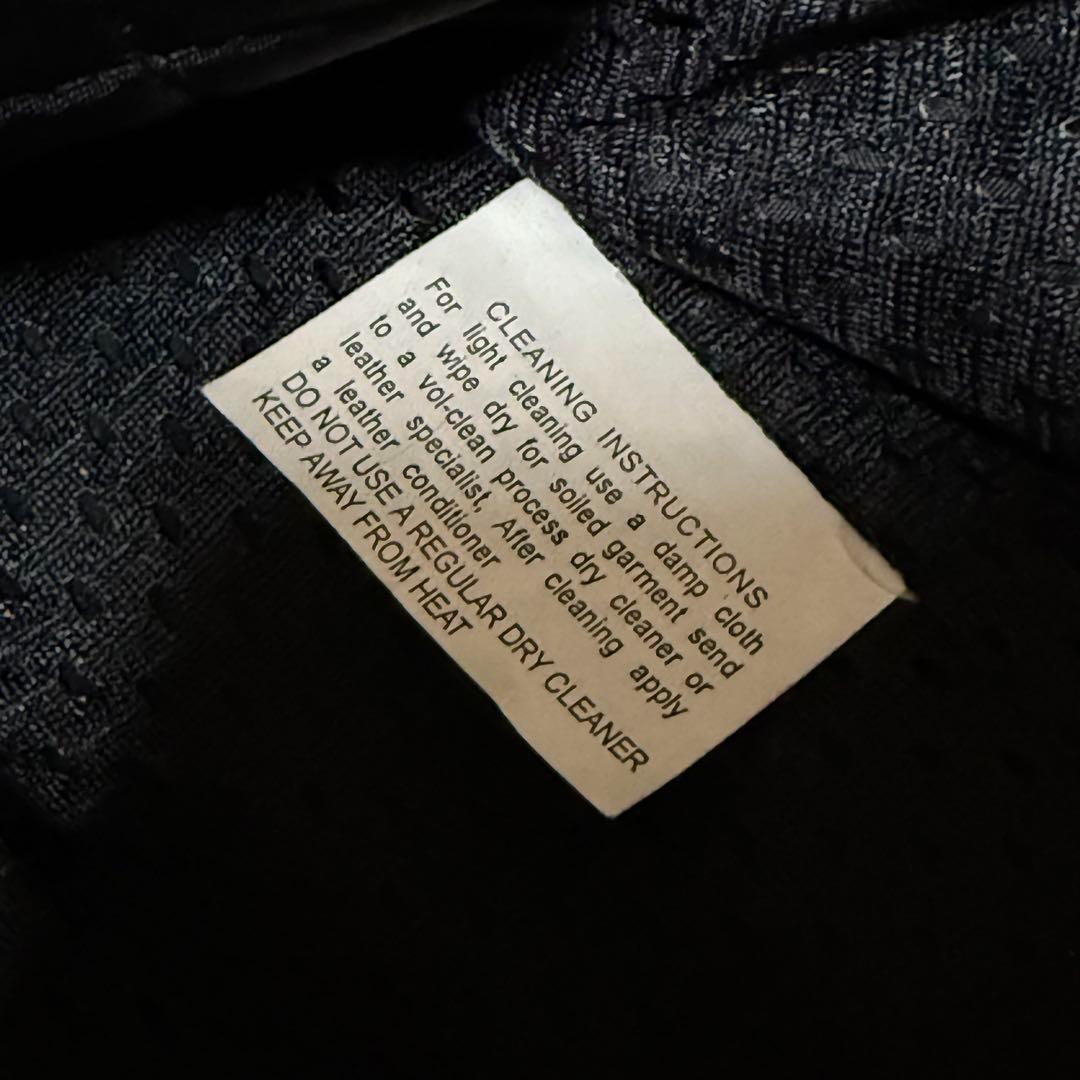 CLEANING INSTRUCTIONS
For light cleaning use a damp cloth
and wipe dry for soiled garment send
to a vol-clean process dry cleaner or
leather specialist, After cleaning apply
a leather conditioner
DO NOT USE A REGULAR DRY CLEANER
KEEP AWAY FROM HEAT